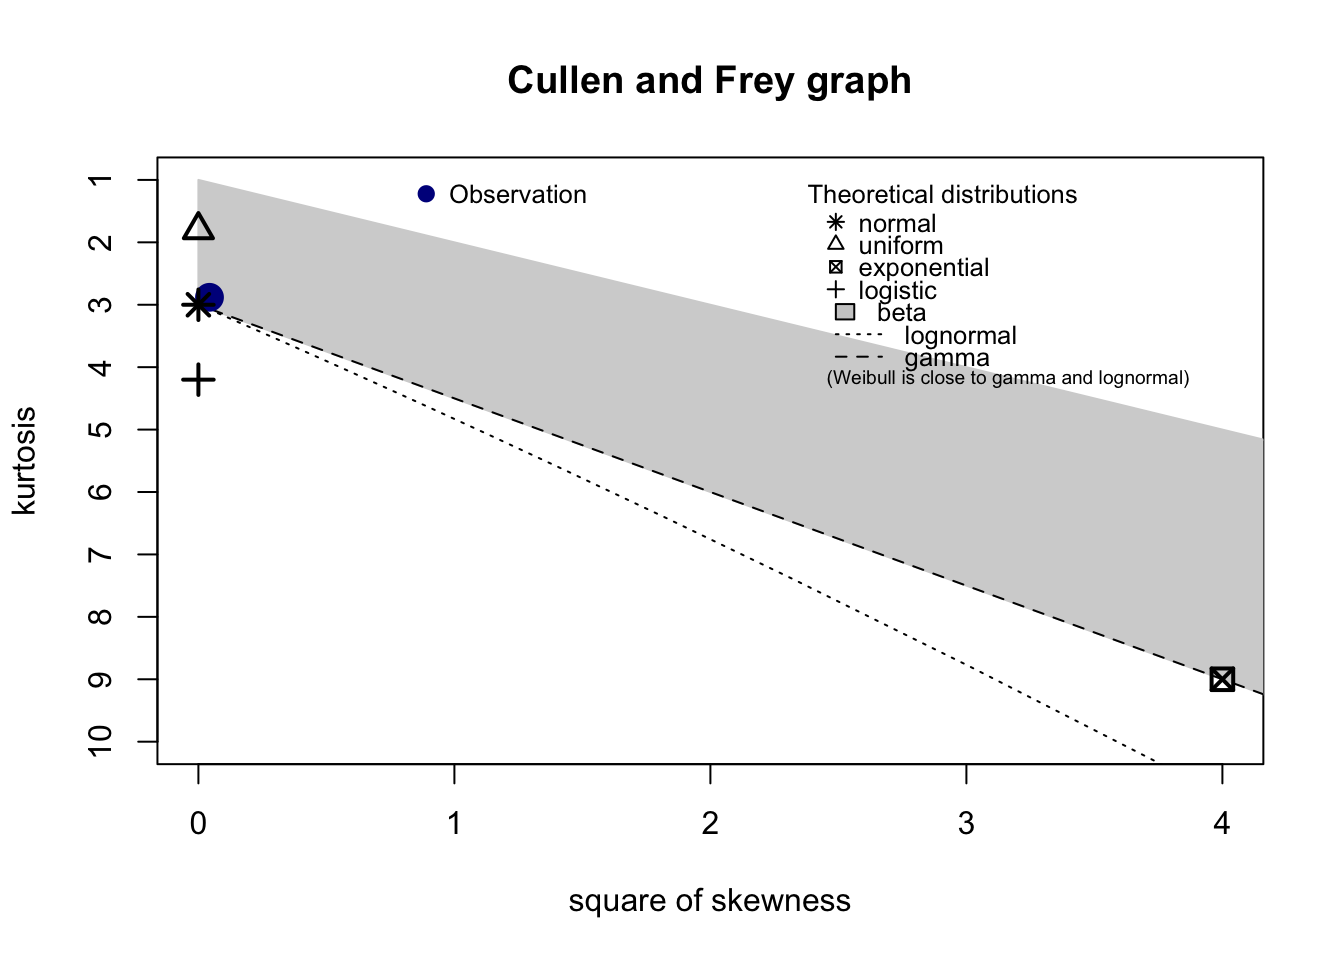 Cullen and Frey graph
Observation
Theoretical distributions
normal
uniform
exponential
logistic
beta
lognormal
gamma
(Weibull is close to gamma and lognormal)
kurtosis
1
2
3
4
5
6
7
8
9
10
0 1 2 3 4
square of skewness